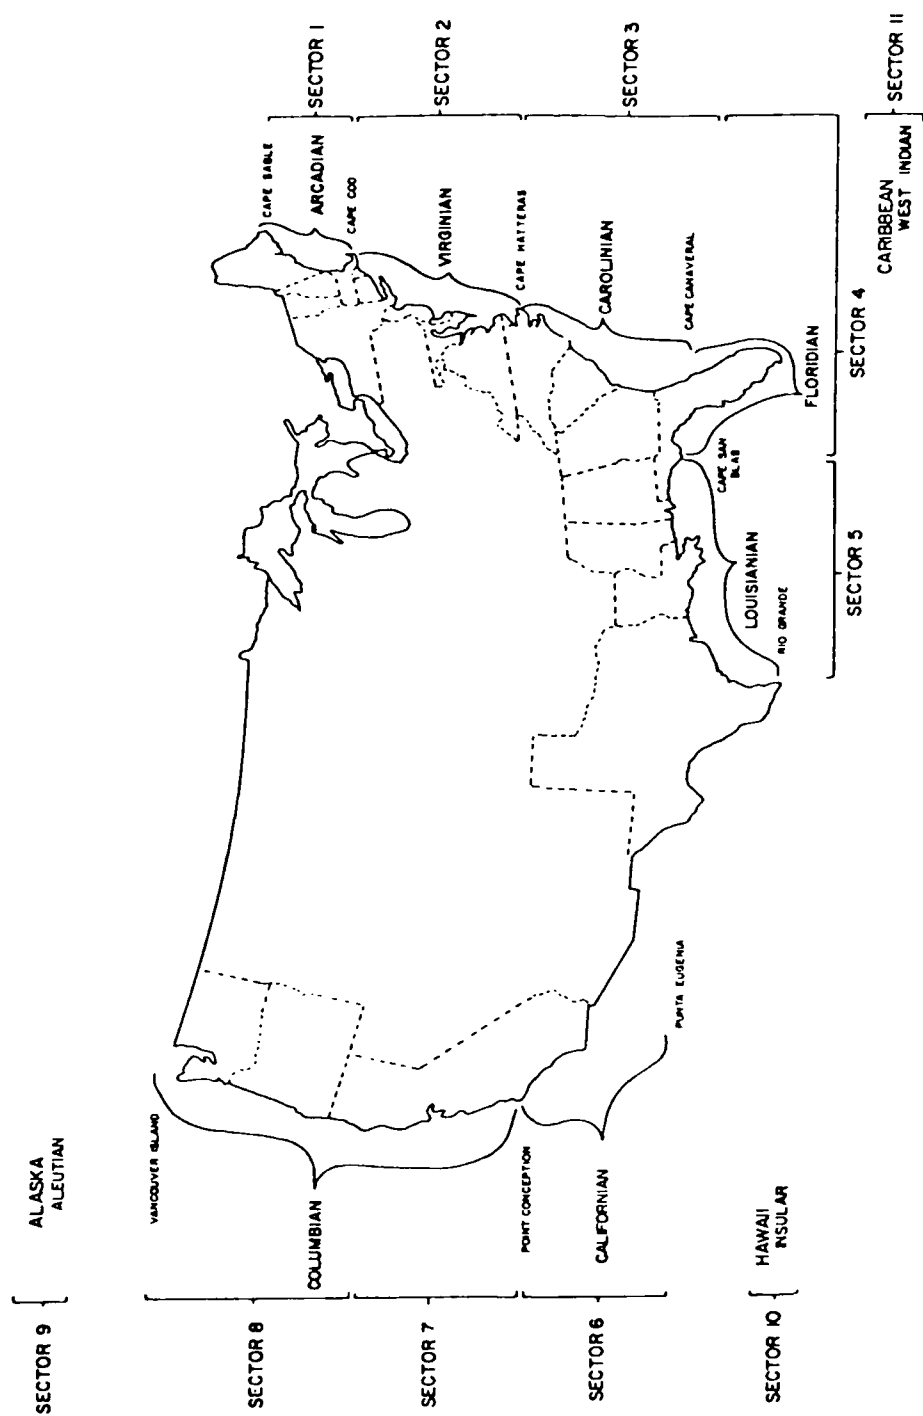 SECTOR 9
ALASKA
ALEUTIAN
SECTOR 8
VANCOUVER ISLAND
COLUMBIAN
SECTOR 7
POINT CONCEPTION
SECTOR 6
CALIFORNIAN
PUNTA EUGENIA
SECTOR 10
HAWAII
INSULAR
CAPE SABLE
ARCADIAN
SECTOR 1
CAPE COD
VIRGINIAN
SECTOR 2
CAPE HATTERAS
CAROLINIAN
SECTOR 3
CAPE CANAVERAL
FLORIDIAN
SECTOR 4
CAPE SAN
BLAS
LOUISIANIAN
RIO GRANDE
SECTOR 5
CARIBBEAN
WEST INDIAN
SECTOR 11